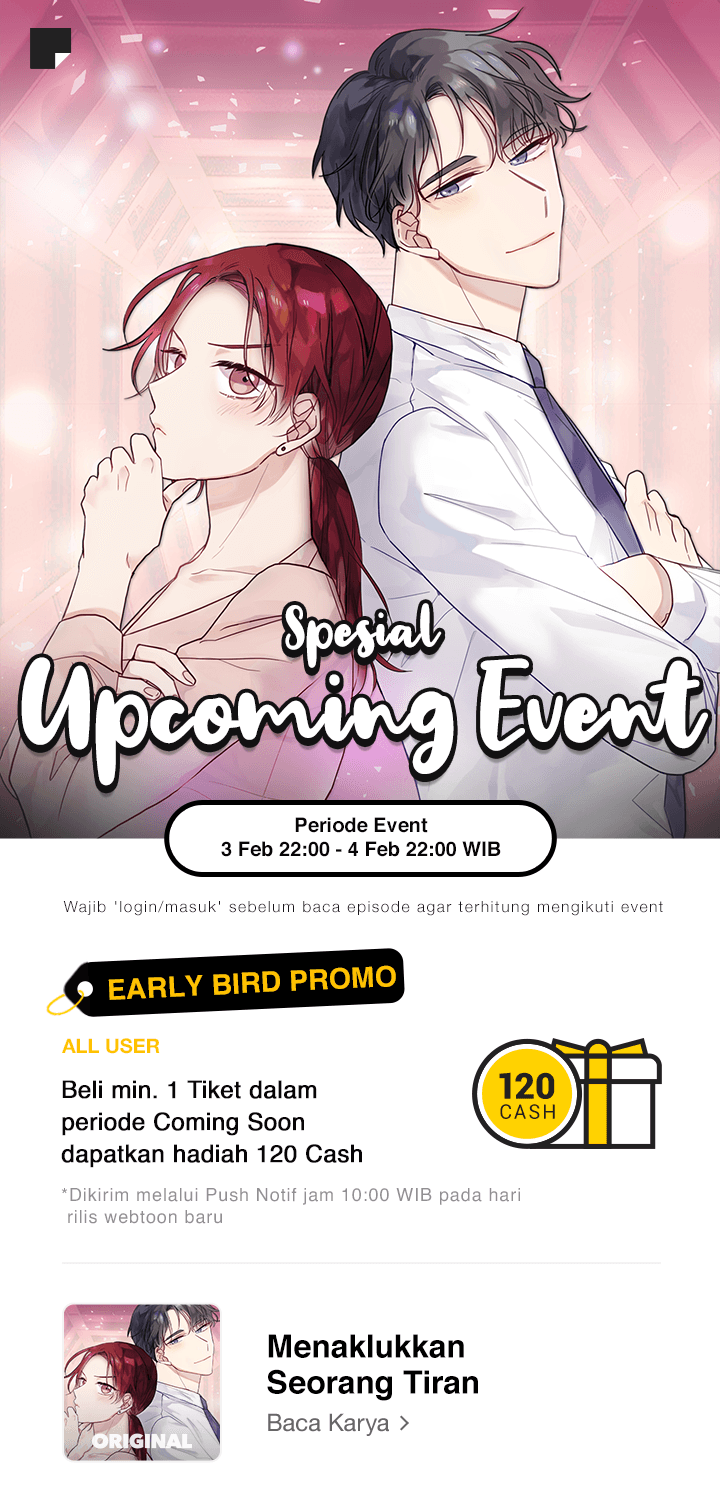 Spesial
Upcoming Event
Periode Event
3 Feb 22:00 - 4 Feb 22:00 WIB
Wajib 'login/masuk' sebelum baca episode agar terhitung mengikuti event
EARLY BIRD PROMO
ALL USER
Beli min. 1 Tiket dalam
periode Coming Soon
dapatkan hadiah 120 Cash
120
CASH
*Dikirim melalui Push Notif jam 10:00 WIB pada hari
rilis webtoon baru
ORIGINAL
Menaklukkan
Seorang Tiran
Baca Karya >